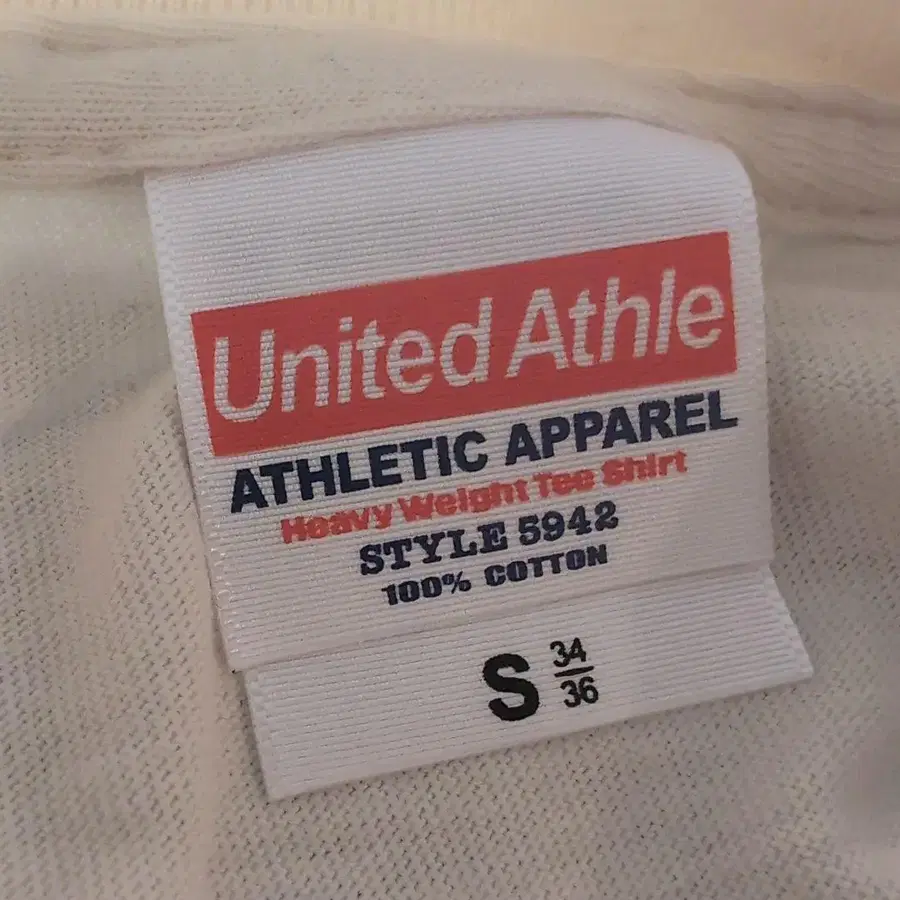 United Athle
ATHLETIC APPAREL
Heavy Weight Tee Shirt
STYLE 5942
100% COTTON
S 34/36